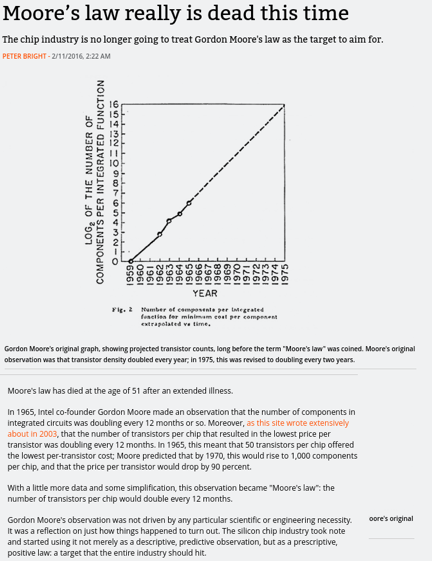 Moore's law really is dead this time
The chip industry is no longer going to treat Gordon Moore's law as the target to aim for.
PETER BRIGHT - 2/11/2016, 2:22 AM
LOG2 OF THE NUMBER OF
COMPONENTS PER INTEGRATED FUNCTION
16
15
14
13
12
11
10
9
8
7
6
5
4
3
2
1
0
1959
1960
1961
1962
1963
1964
1965
1966
1967
1968
1969
1970
1971
1972
1973
1974
1975
YEAR
Fig. 2 Number of components per integrated
function for minimum cost per component
extrapolated vs time.
Gordon Moore's original graph, showing projected transistor counts, long before the term "Moore's law" was coined. Moore's original
observation was that transistor density doubled every year; in 1975, this was revised to doubling every two years.
Moore's law has died at the age of 51 after an extended illness.
In 1965, Intel co-founder Gordon Moore made an observation that the number of components in
integrated circuits was doubling every 12 months or so. Moreover, as this site wrote extensively
about in 2003, that the number of transistors per chip that resulted in the lowest price per
transistor was doubling every 12 months. In 1965, this meant that 50 transistors per chip offered
the lowest per-transistor cost; Moore predicted that by 1970, this would rise to 1,000 components
per chip, and that the price per transistor would drop by 90 percent.
With a little more data and some simplification, this observation became "Moore's law": the
number of transistors per chip would double every 12 months.
Gordon Moore's observation was not driven by any particular scientific or engineering necessity.
It was a reflection on just how things happened to turn out. The silicon chip industry took note
and started using it not merely as a descriptive, predictive observation, but as a prescriptive,
positive law: a target that the entire industry should hit.
oore's original